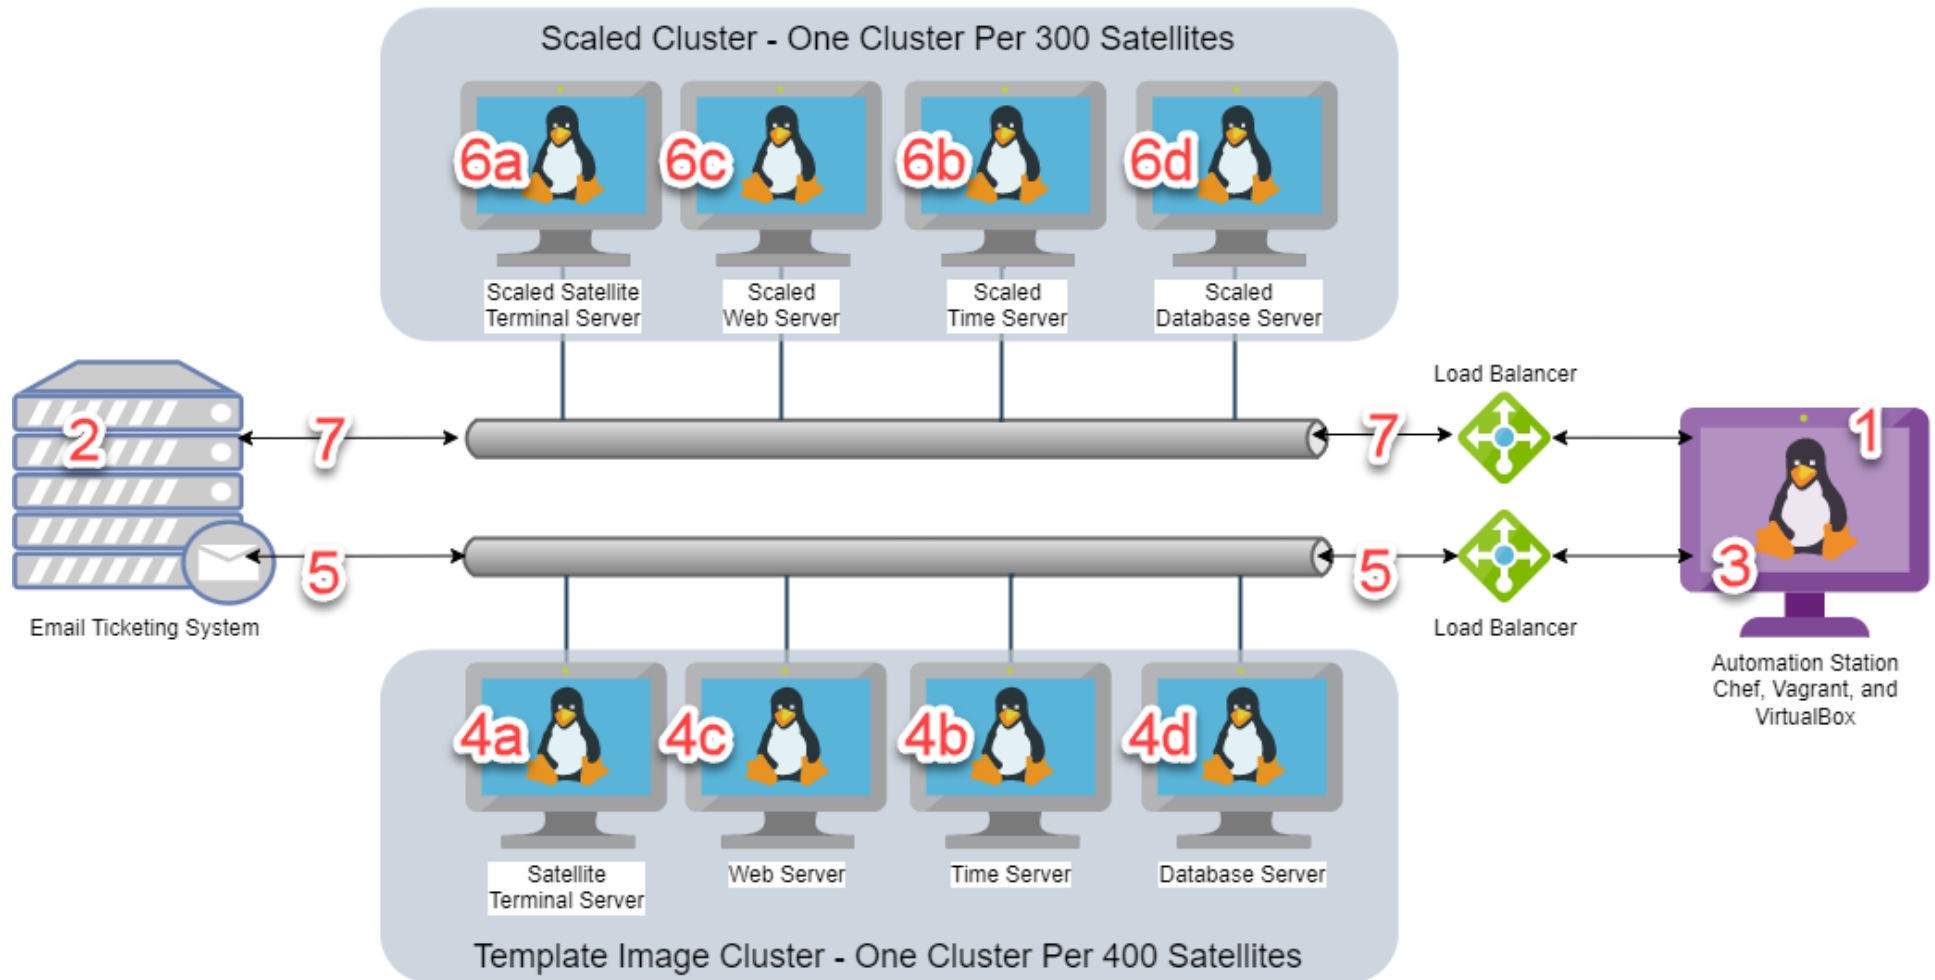 Scaled Cluster - One Cluster Per 300 Satellites
6a
6c
6b
6d
Scaled Satellite
Terminal Server
Scaled
Web Server
Scaled
Time Server
Scaled
Database Server
Load Balancer
2
7
7
1
5
5
3
Email Ticketing System
Load Balancer
Automation Station
Chef, Vagrant, and
VirtualBox
4a
4c
4b
4d
Satellite
Terminal Server
Web Server
Time Server
Database Server
Template Image Cluster - One Cluster Per 400 Satellites